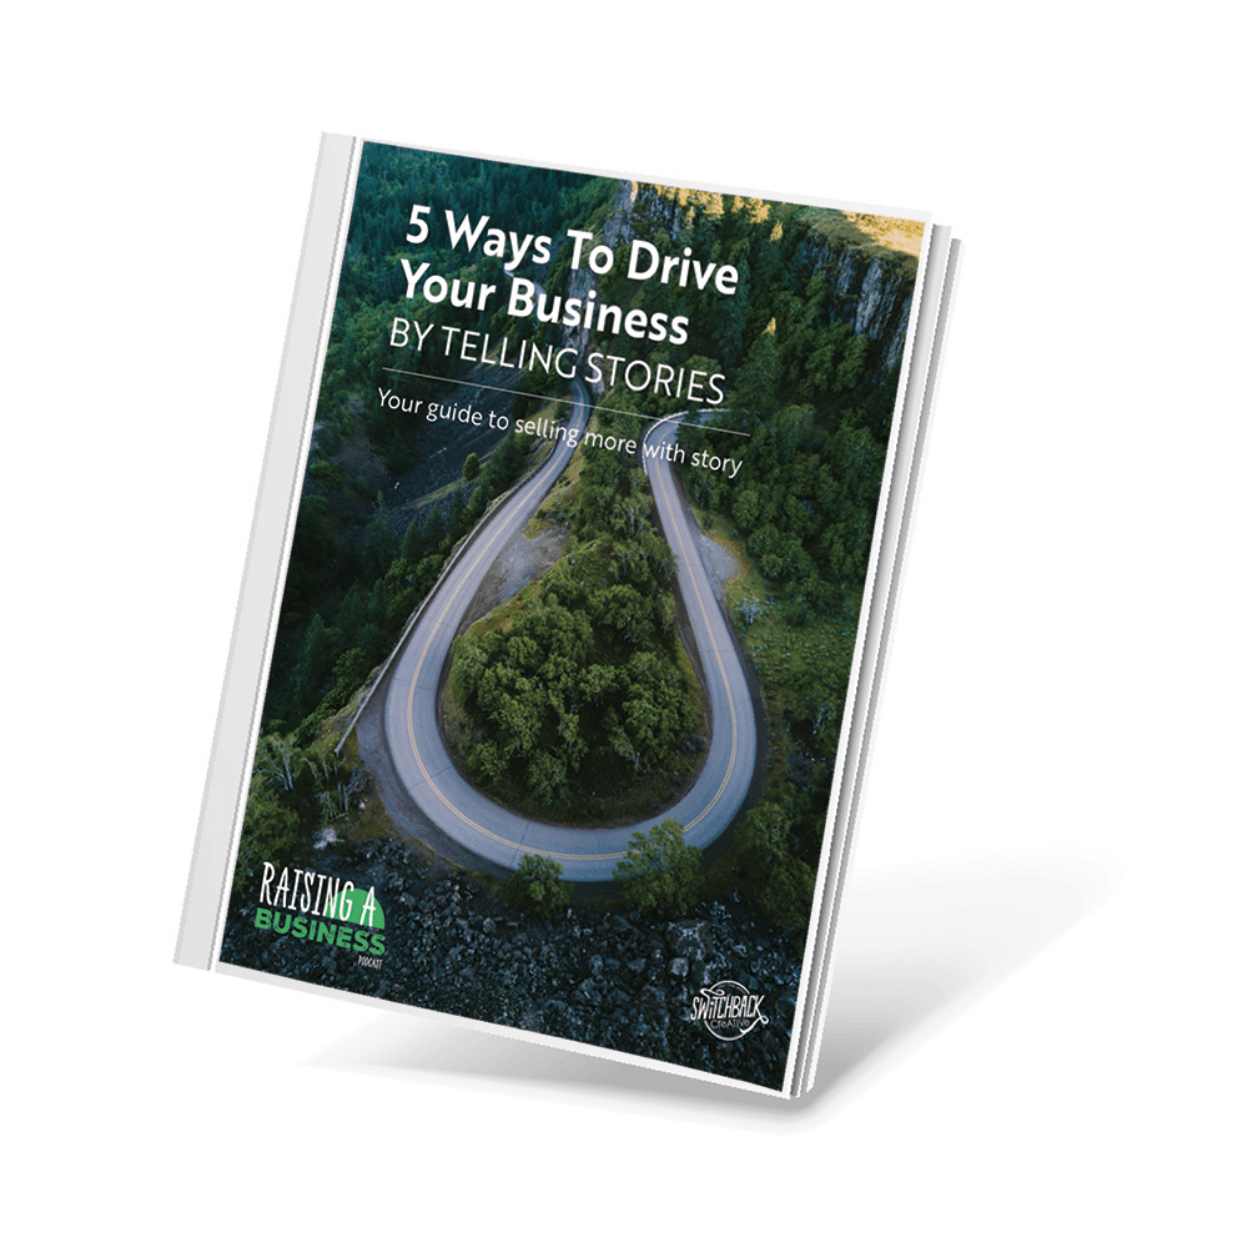 5 Ways To Drive
Your Business
BY TELLING STORIES
Your guide to selling more with story
RAISING A
BUSINESS
PODCAST
SWITCHBACK
CreATive